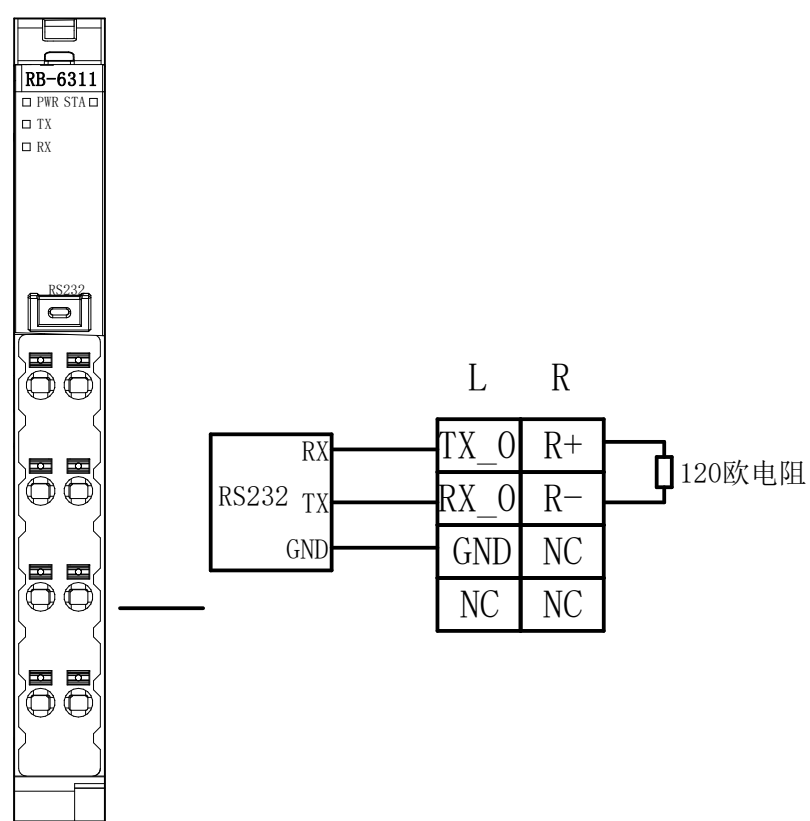 RB-6311
PWR STA
TX
RX
RS232
L R
RX TX_0 R+
120欧电阻
RS232 TX RX_0 R-
GND GND NC
NC NC